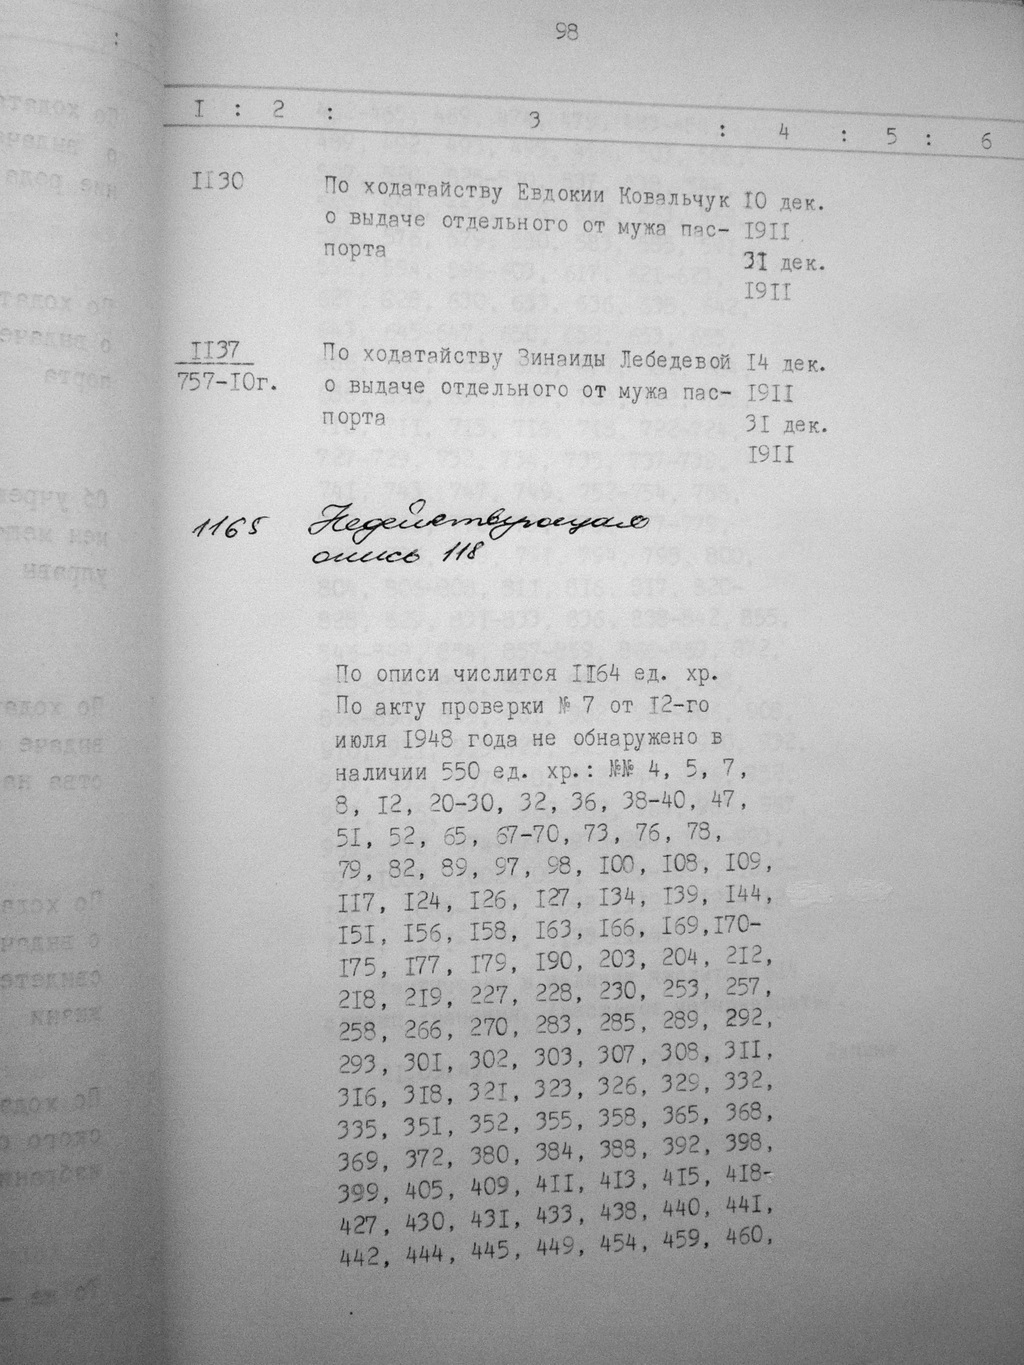 98
I : 2 : 3 : 4 : 5 : 6
II30 По ходатайству Евдокии Ковальчук IO дек.
о выдаче отдельного от мужа пас- I9II
порта 3I дек.
I9II
II37 По ходатайству Зинаиды Лебедевой I4 дек.
757-IOг. о выдаче отдельного от мужа пас- I9II
порта 3I дек.
I9II
1165 Недействующая
опись 118
По описи числится II64 ед. хр.
По акту проверки № 7 от I2-го
июля I948 года не обнаружено в
наличии 550 ед. хр.: №№ 4, 5, 7,
8, I2, 20-30, 32, 36, 38-40, 47,
5I, 52, 65, 67-70, 73, 76, 78,
79, 82, 89, 97, 98, I00, I08, I09,
II7, I24, I26, I27, I34, I39, I44,
I5I, I56, I58, I63, I66, I69,I70-
I75, I77, I79, I90, 203, 204, 2I2,
2I8, 2I9, 227, 228, 230, 253, 257,
258, 266, 270, 283, 285, 289, 292,
293, 30I, 302, 303, 307, 308, 3II,
3I6, 3I8, 32I, 323, 326, 329, 332,
335, 35I, 352, 355, 358, 365, 368,
369, 372, 380, 384, 388, 392, 398,
399, 405, 409, 4II, 4I3, 4I5, 4I8-
427, 430, 43I, 433, 438, 440, 44I,
442, 444, 445, 449, 454, 459, 460,